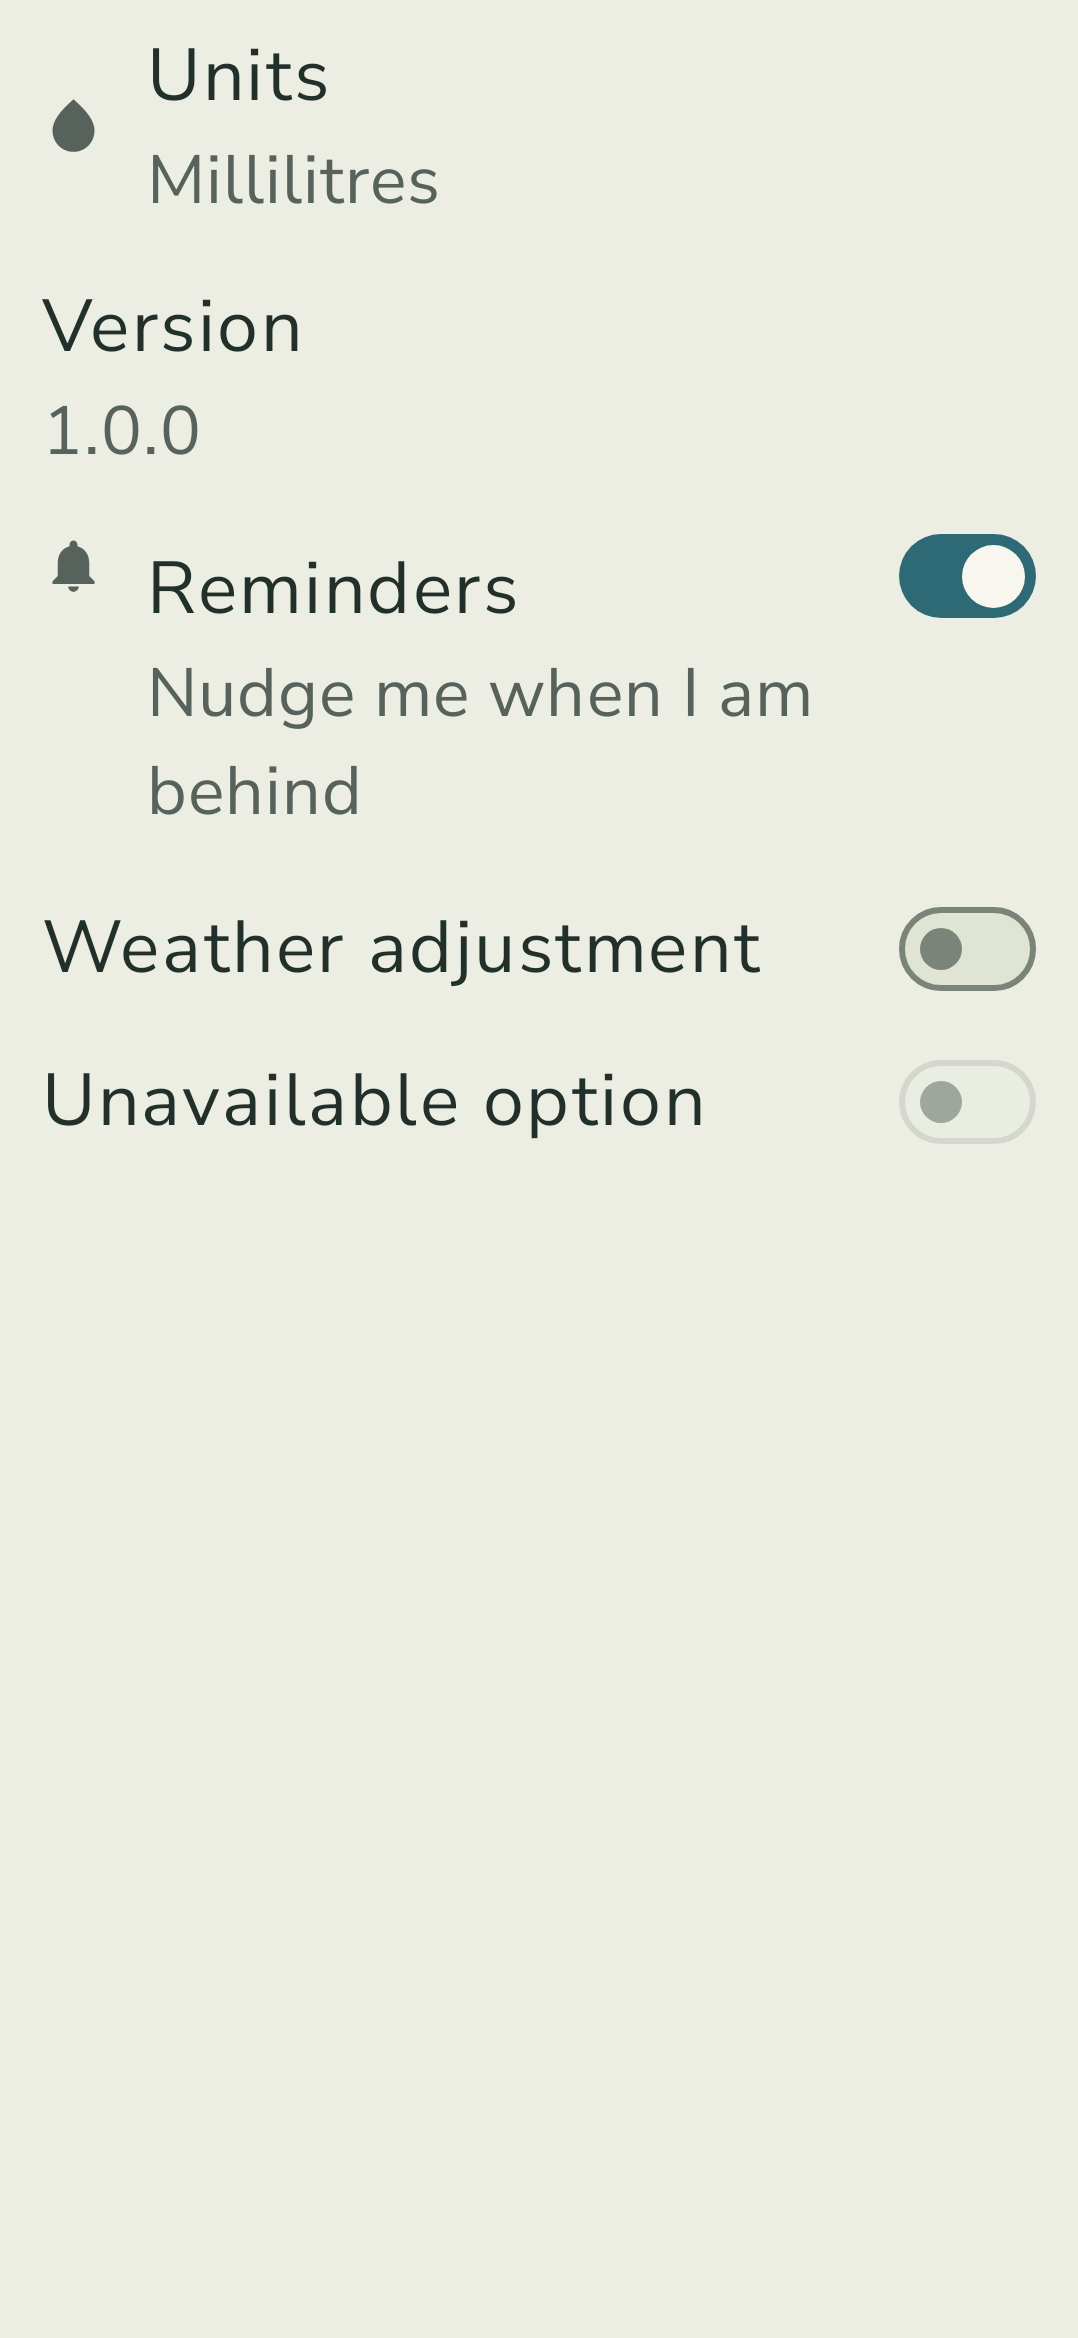 Units
Millilitres
Version
1.0.0
Reminders
Nudge me when I am
behind
Weather adjustment
Unavailable option